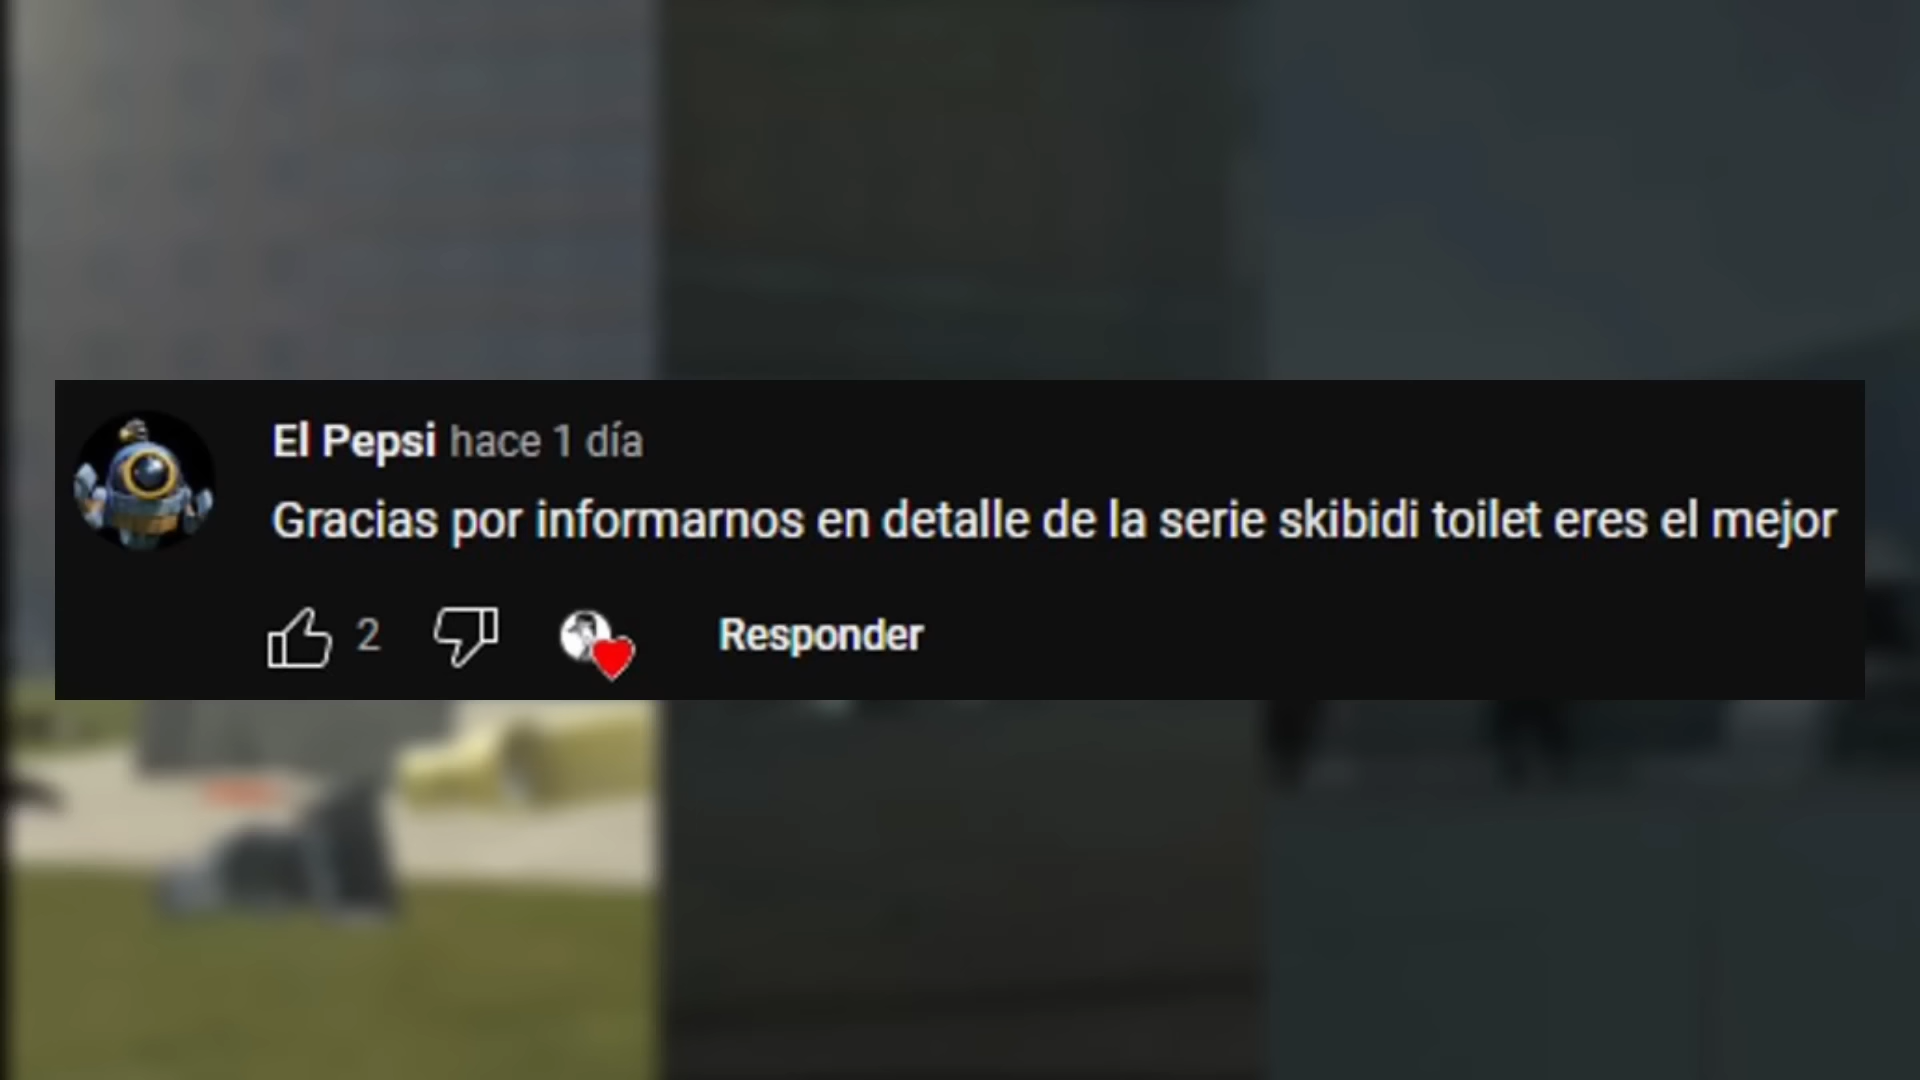 El Pepsi hace 1 día
Gracias por informarnos en detalle de la serie skibidi toilet eres el mejor
2 Responder